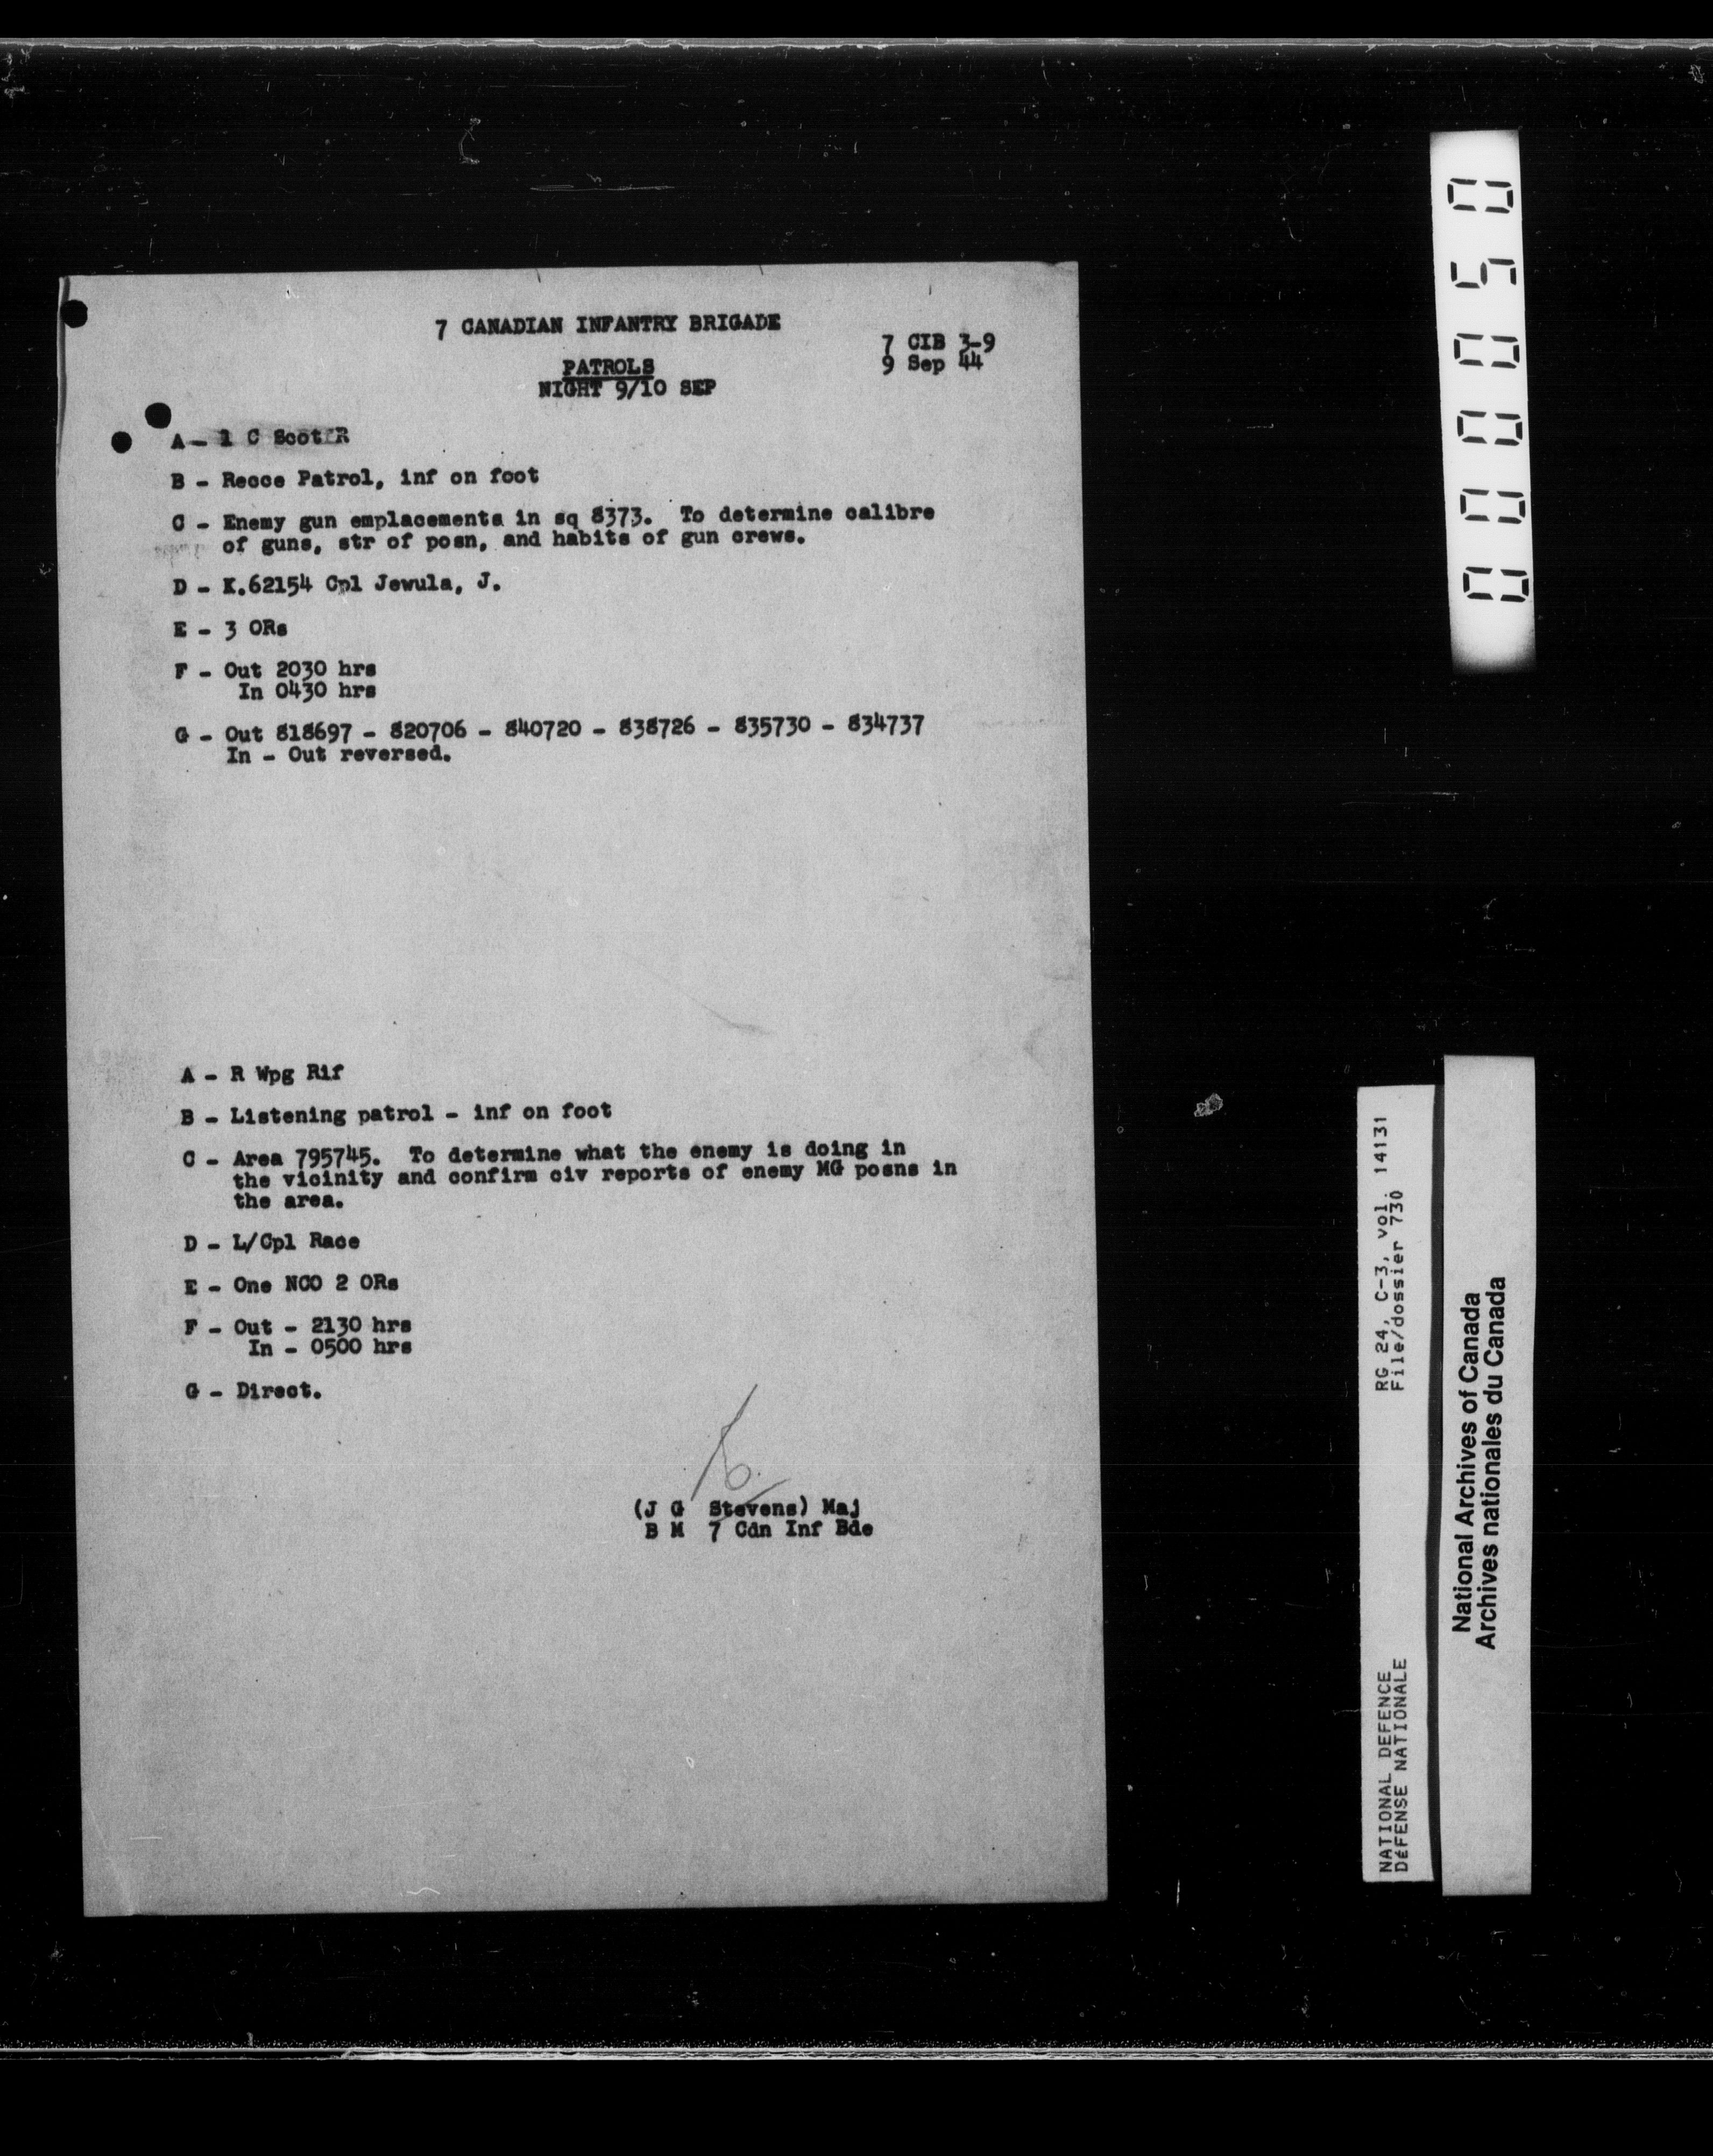 7 CANADIAN INFANTRY BRIGADE
7 CIB 3-9
9 Sep 44
PATROLS
NIGHT 9/10 SEP
A - 1 C Scot R
B - Recce Patrol, inf on foot
C - Enemy gun emplacements in sq 8373. To determine calibre
of guns, str of posn, and habits of gun crews.
D - K.62154 Cpl Jewula, J.
E - 3 ORs
F - Out 2030 hrs
In 0430 hrs
G - Out 818697 - 820706 - 840720 - 838726 - 835730 - 834737
In - Out reversed.
A - R Wpg Rif
B - Listening patrol - inf on foot
C - Area 795745. To determine what the enemy is doing in
the vicinity and confirm civ reports of enemy MG posns in
the area.
D - L/Cpl Race
E - One NCO 2 ORs
F - Out - 2130 hrs
In - 0500 hrs
G - Direct.
(J G Stevens) Maj
B M 7 Cdn Inf Bde
000050
NATIONAL DEFENCE
DÉFENSE NATIONALE
RG 24, C-3, vol. 14131
File/dossier 730
National Archives of Canada
Archives nationales du Canada